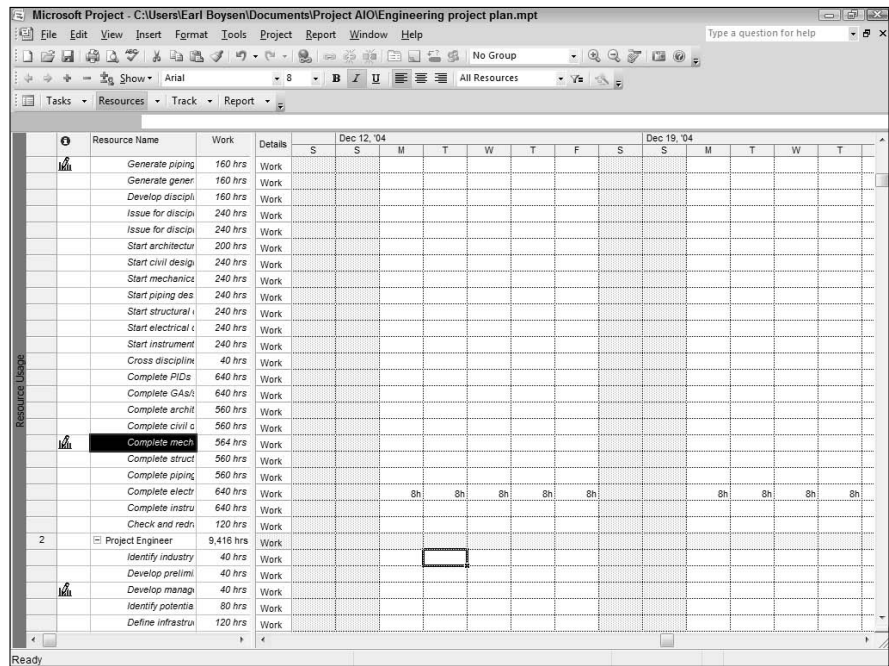 Microsoft Project - C:\Users\Earl Boysen\Documents\Project AIO\Engineering project plan.mpt
File Edit View Insert Format Tools Project Report Window Help Type a question for help
No Group
Show Arial 8 B I U All Resources
Tasks Resources Track Report
Resource Name Work Details Dec 12, '04 Dec 19, '04
S S M T W T F S S M T W T
Generate piping 160 hrs Work
Generate gener 160 hrs Work
Develop discipli 160 hrs Work
Issue for discipl 240 hrs Work
Issue for discipl 240 hrs Work
Start architectur 200 hrs Work
Start civil desig 240 hrs Work
Start mechanica 240 hrs Work
Start piping des 240 hrs Work
Start structural 240 hrs Work
Start electrical 240 hrs Work
Start instrument 240 hrs Work
Cross discipline 40 hrs Work
Complete PIDs 640 hrs Work
Complete GAs/s 640 hrs Work
Complete archit 560 hrs Work
Complete civil d 560 hrs Work
Complete mech 564 hrs Work
Complete struct 560 hrs Work
Complete piping 560 hrs Work
Complete electr 640 hrs Work 8h 8h 8h 8h 8h 8h 8h 8h 8h
Complete instru 640 hrs Work
Check and redra 120 hrs Work
2 Project Engineer 9,416 hrs Work
Identify industry 40 hrs Work
Develop prelimi 40 hrs Work
Develop manag 40 hrs Work
Identify potentia 80 hrs Work
Define infrastru 120 hrs Work
Resource Usage
Ready